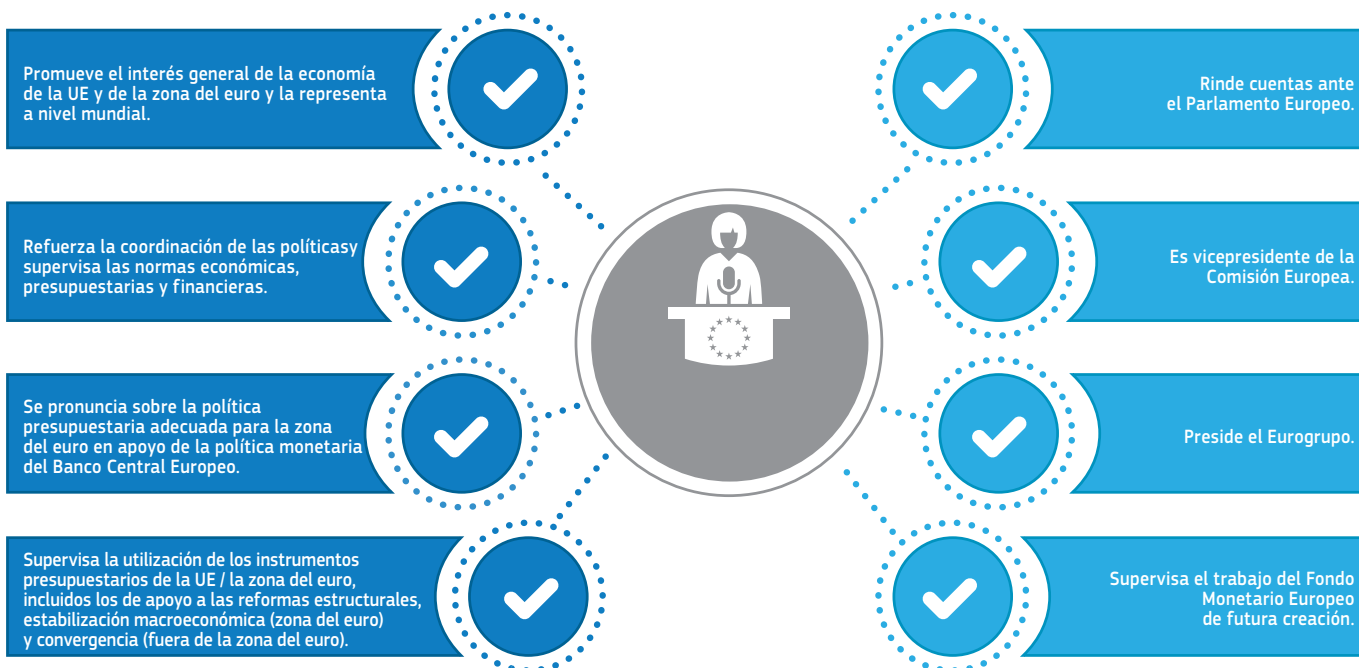 Promueve el interés general de la economía
de la UE y de la zona del euro y la representa
a nivel mundial.
Refuerza la coordinación de las políticasy
supervisa las normas económicas,
presupuestarias y financieras.
Se pronuncia sobre la política
presupuestaria adecuada para la zona
del euro en apoyo de la política monetaria
del Banco Central Europeo.
Supervisa la utilización de los instrumentos
presupuestarios de la UE / la zona del euro,
incluidos los de apoyo a las reformas estructurales,
estabilización macroeconómica (zona del euro)
y convergencia (fuera de la zona del euro).
Rinde cuentas ante
el Parlamento Europeo.
Es vicepresidente de la
Comisión Europea.
Preside el Eurogrupo.
Supervisa el trabajo del Fondo
Monetario Europeo
de futura creación.